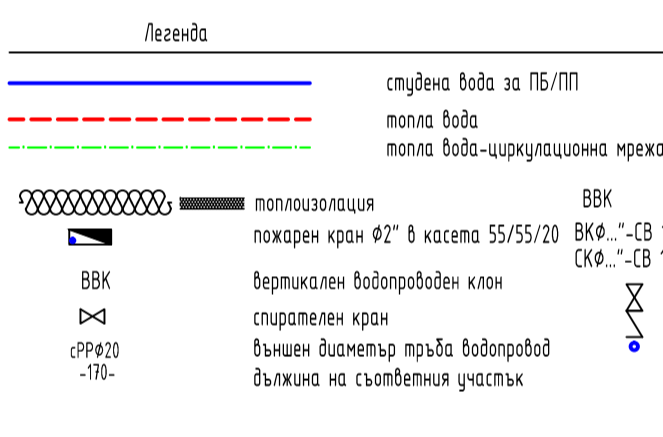 Легенда
студена вода за ПБ/ПП
топла вода
топла вода-циркулационна мрежа
топлоизолация
ВВК
пожарен кран Ф2" в касета 55/55/20
ВКФ..."-СВ
СКФ..."-СВ
ВВК
вертикален водопроводен клон
спирателен кран
сPPФ20
външен диаметър тръба водопровод
-170-
дължина на съответния участък